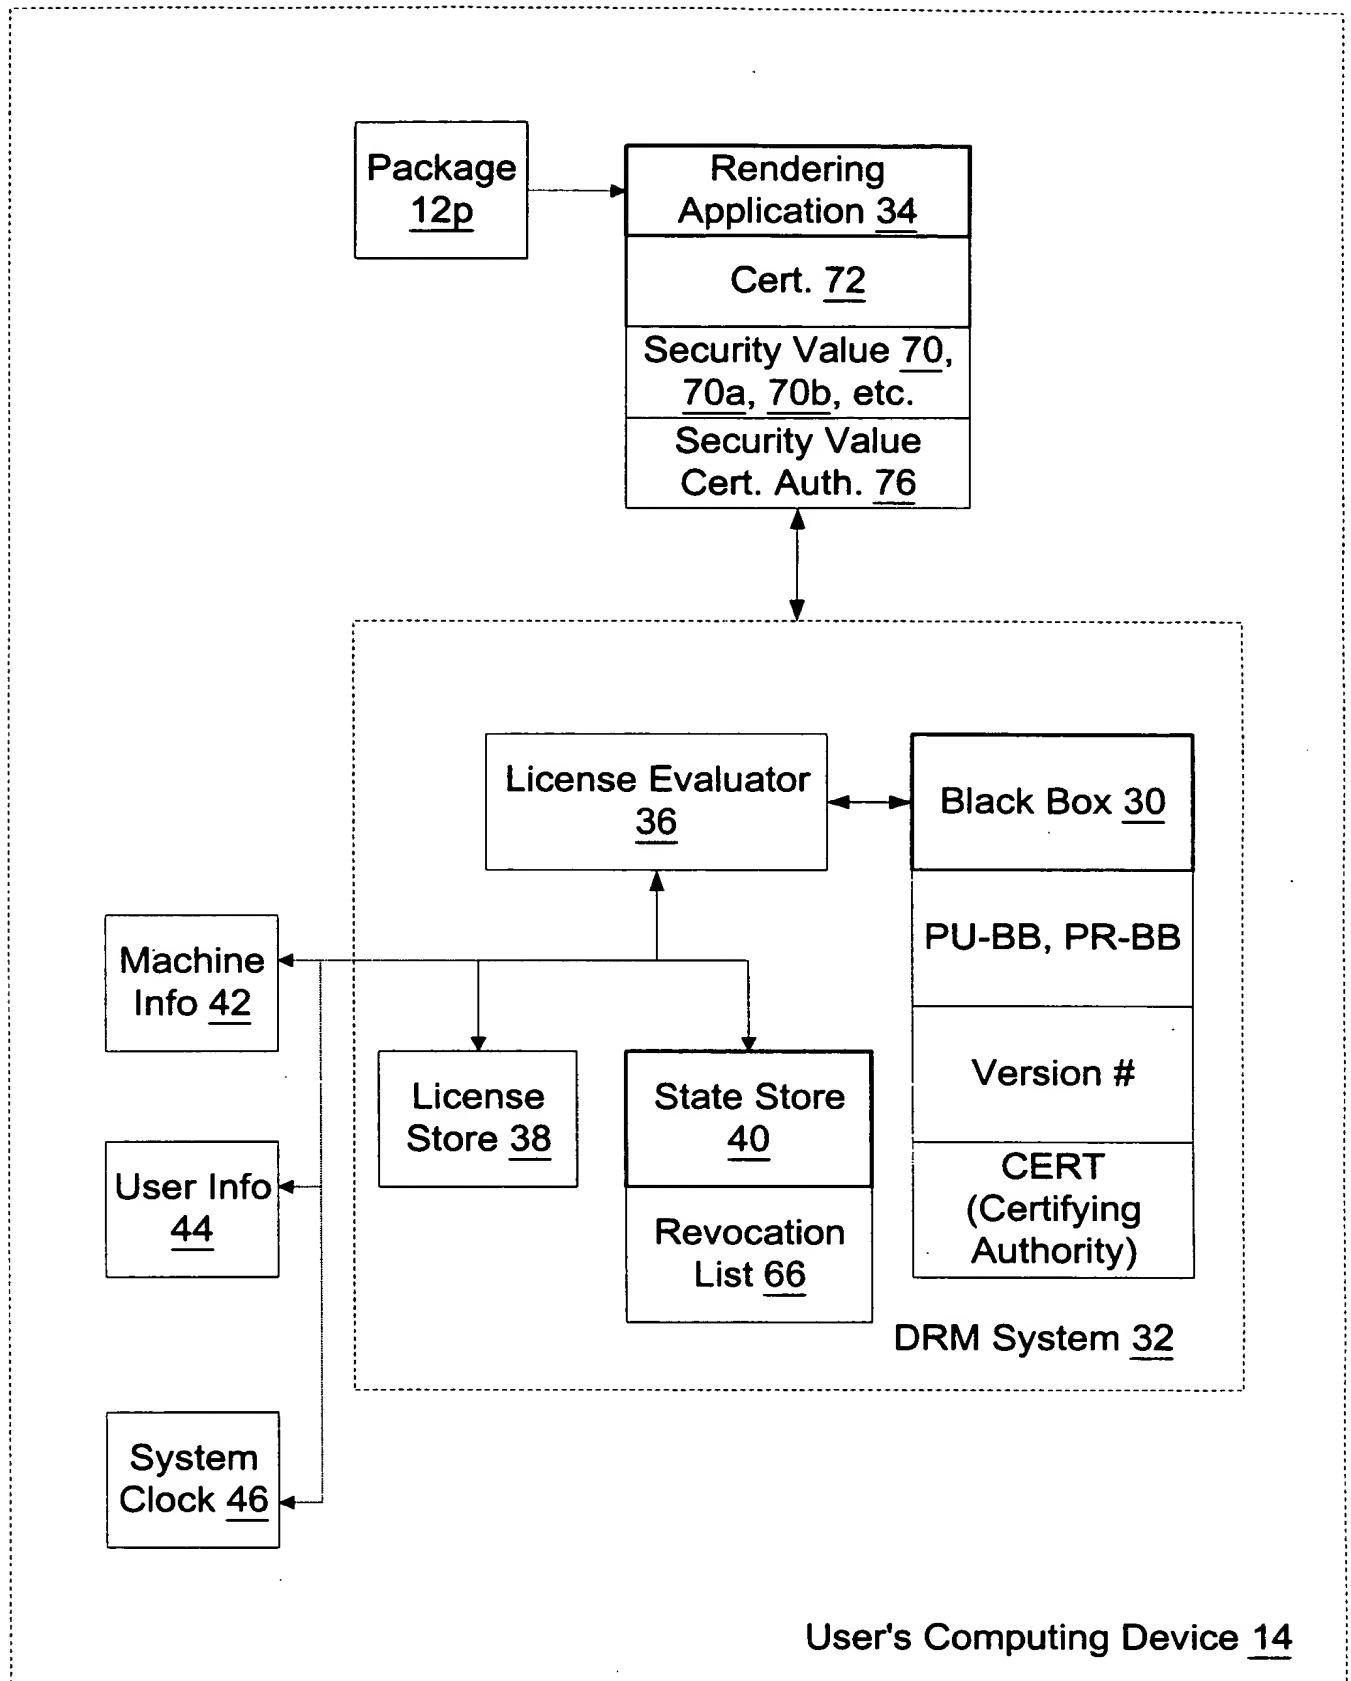 Package
12p
Rendering
Application 34
Cert. 72
Security Value 70,
70a, 70b, etc.
Security Value
Cert. Auth. 76
License Evaluator
36
Black Box 30
PU-BB, PR-BB
Version #
CERT
(Certifying
Authority)
Machine
Info 42
License
Store 38
State Store
40
Revocation
List 66
User Info
44
DRM System 32
System
Clock 46
User's Computing Device 14